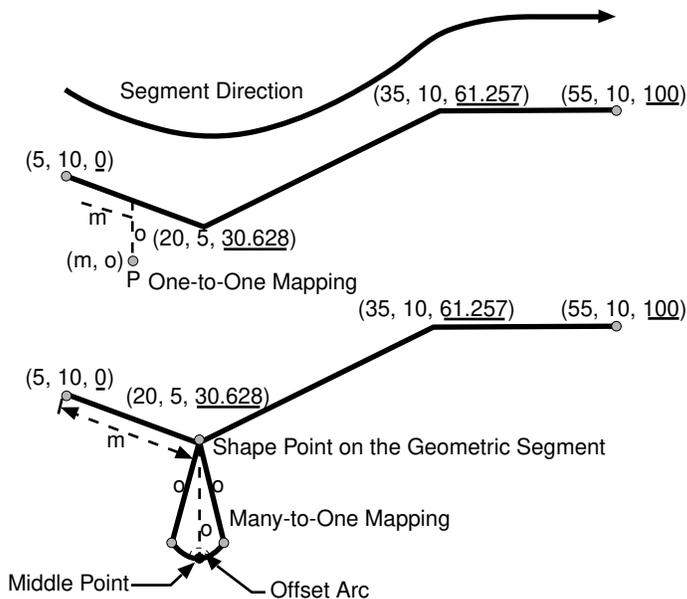 Segment Direction
(35, 10, 61.257) (55, 10, 100)
(5, 10, 0)
m
o (20, 5, 30.628)
(m, o)
P One-to-One Mapping
(35, 10, 61.257) (55, 10, 100)
(5, 10, 0)
(20, 5, 30.628)
m
Shape Point on the Geometric Segment
o o
o
Many-to-One Mapping
Middle Point
Offset Arc